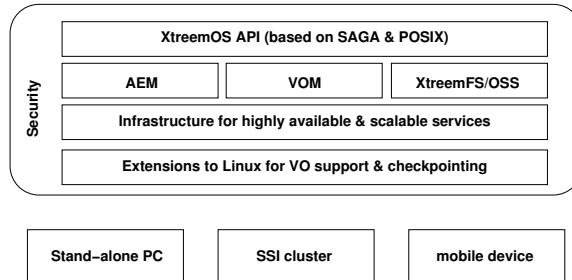 XtreemOS API (based on SAGA & POSIX)
Security
AEM
VOM
XtreemFS/OSS
Infrastructure for highly available & scalable services
Extensions to Linux for VO support & checkpointing
Stand−alone PC
SSI cluster
mobile device